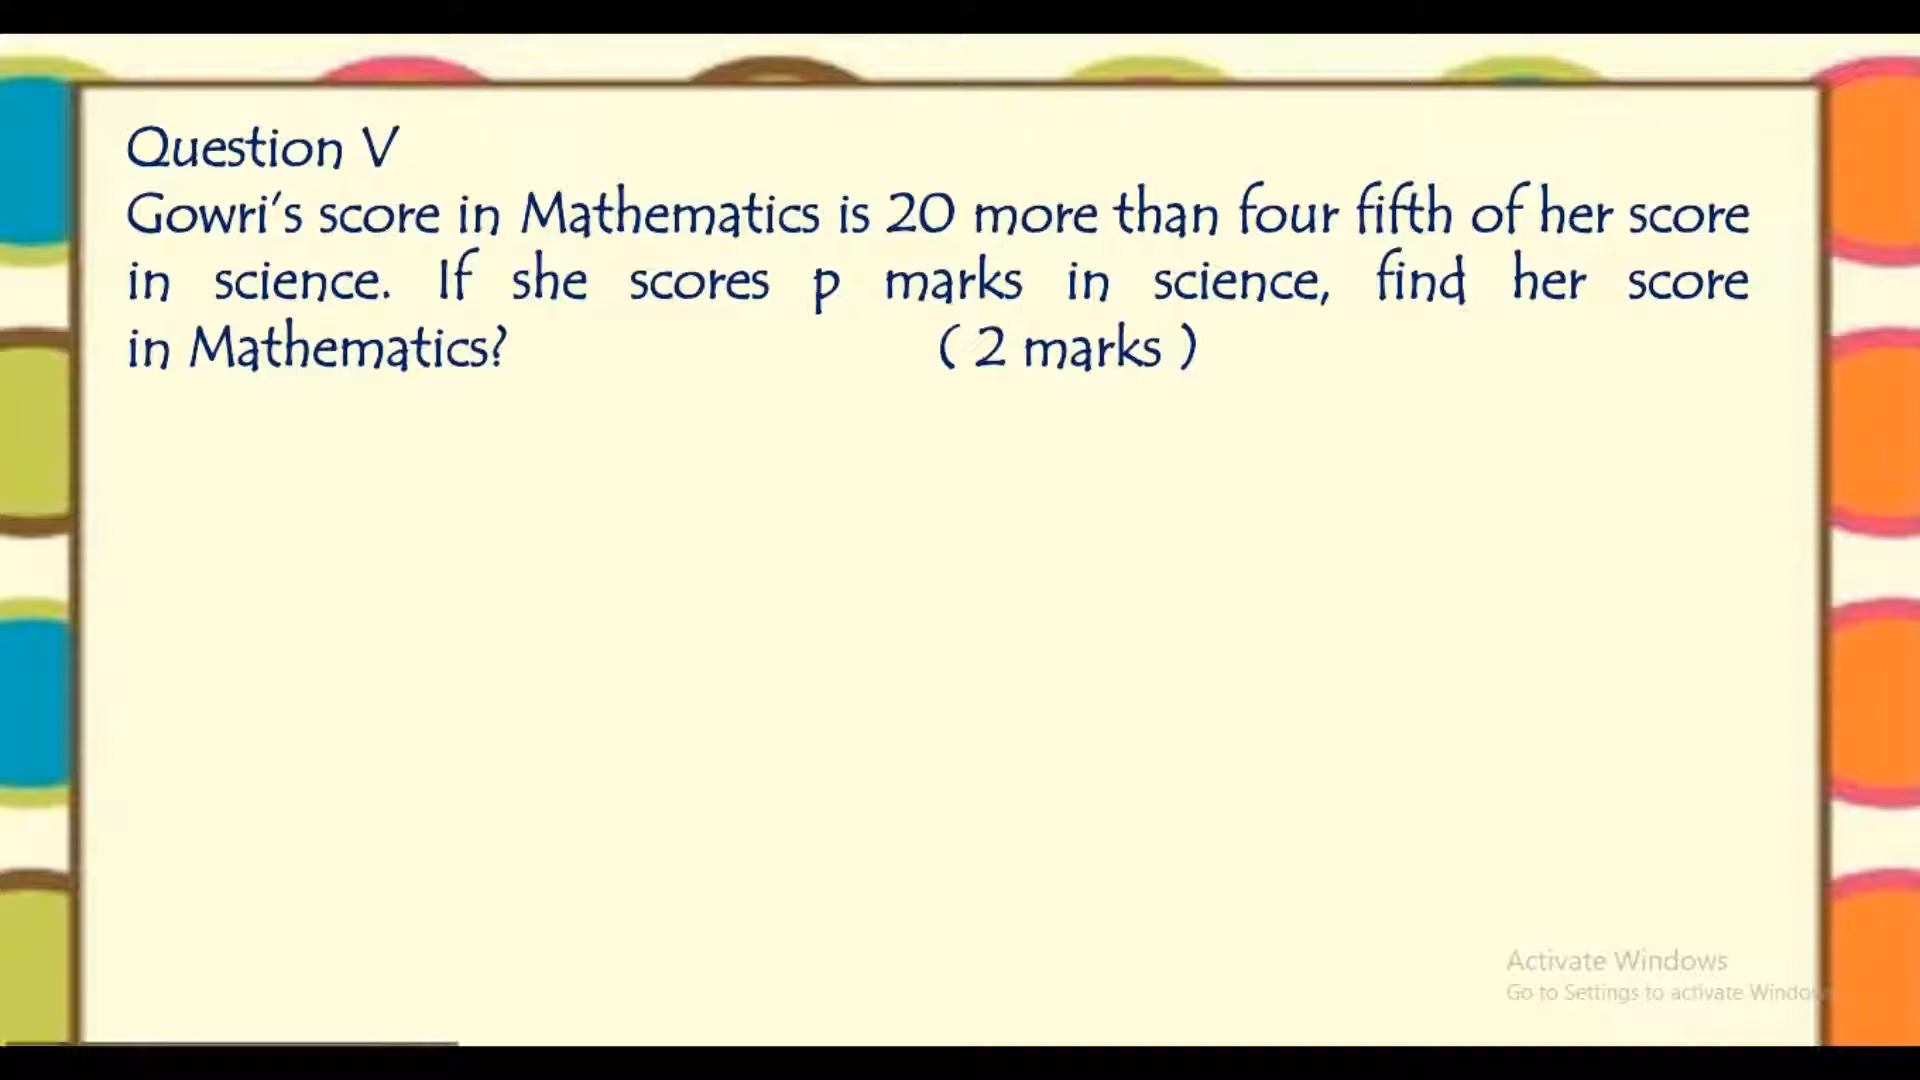 Question V
Gowri's score in Mathematics is 20 more than four fifth of her score
in science. If she scores p marks in science, find her score
in Mathematics? ( 2 marks )
Activate Windows
Go to Settings to activate Windows